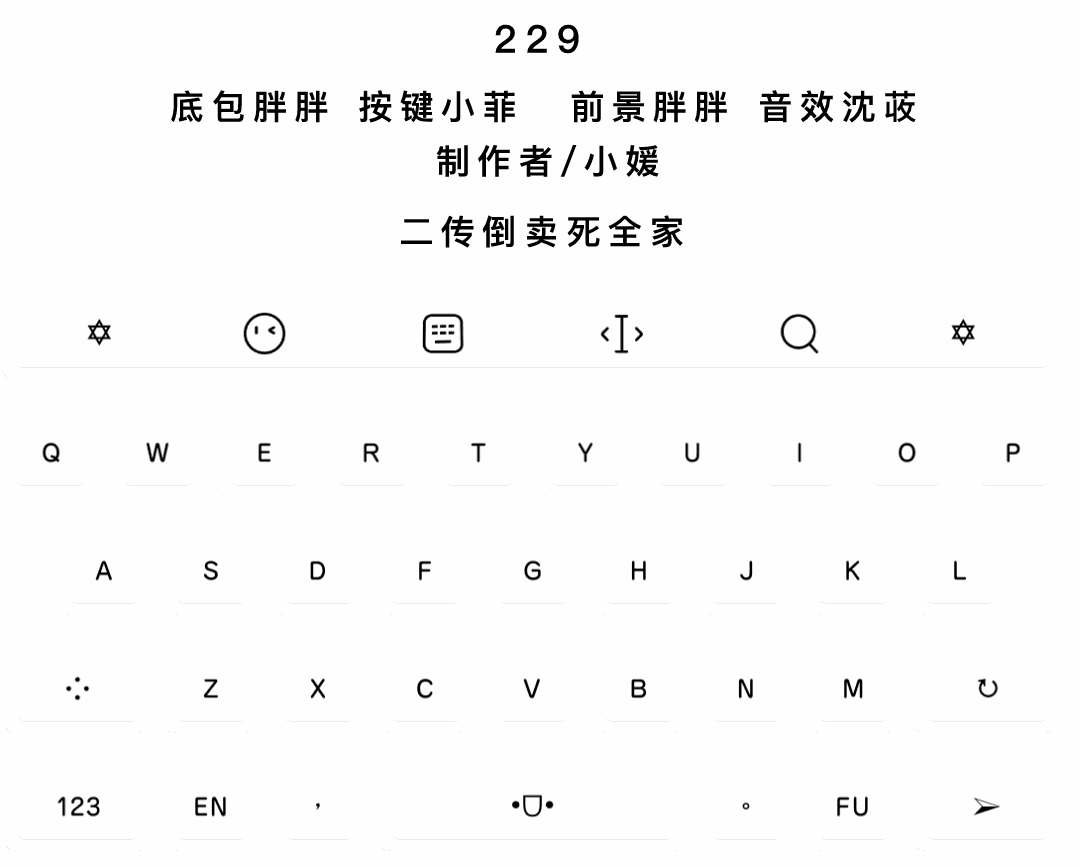 229
底包胖胖 按键小菲 前景胖胖 音效沈荍
制作者/小媛
二传倒卖死全家
Q W E R T Y U I O P
A S D F G H J K L
Z X C V B N M
123 EN , 。 FU